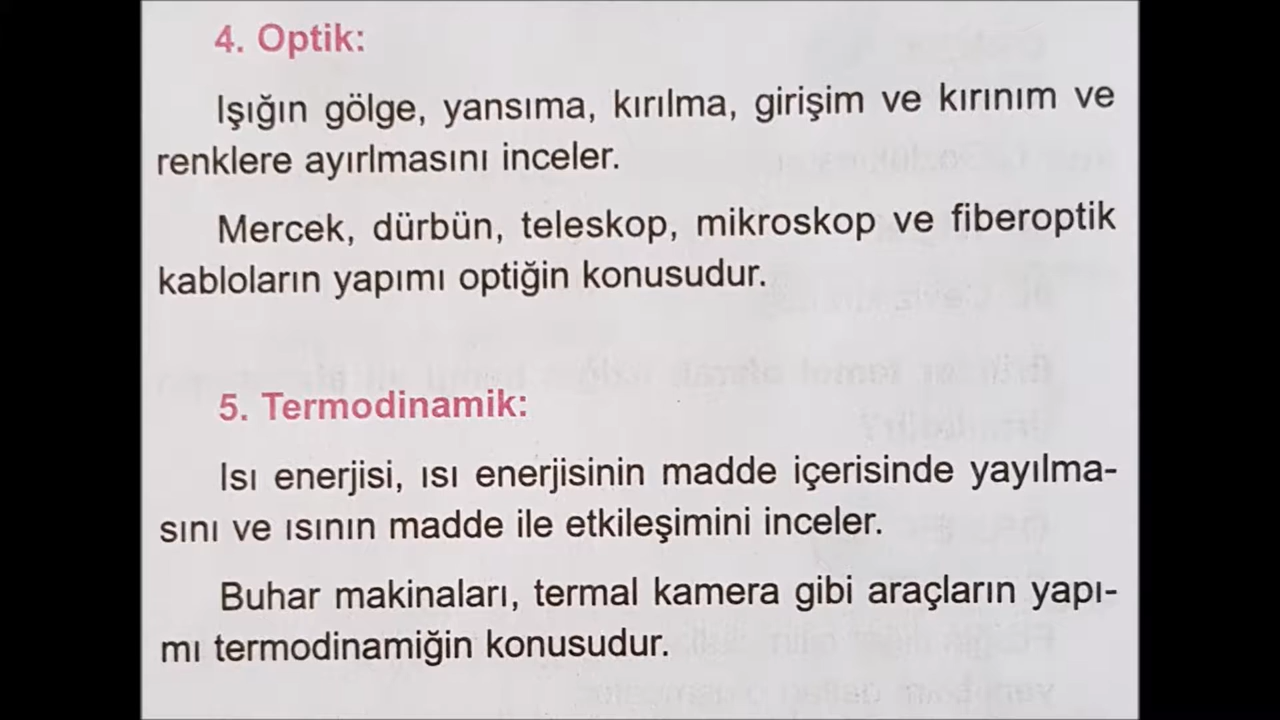 4. Optik:
Işığın gölge, yansıma, kırılma, girişim ve kırınım ve
renklere ayırlmasını inceler.
Mercek, dürbün, teleskop, mikroskop ve fiberoptik
kabloların yapımı optiğin konusudur.
5. Termodinamik:
Isı enerjisi, ısı enerjisinin madde içerisinde yayılma-
sını ve ısının madde ile etkileşimini inceler.
Buhar makinaları, termal kamera gibi araçların yapı-
mı termodinamiğin konusudur.